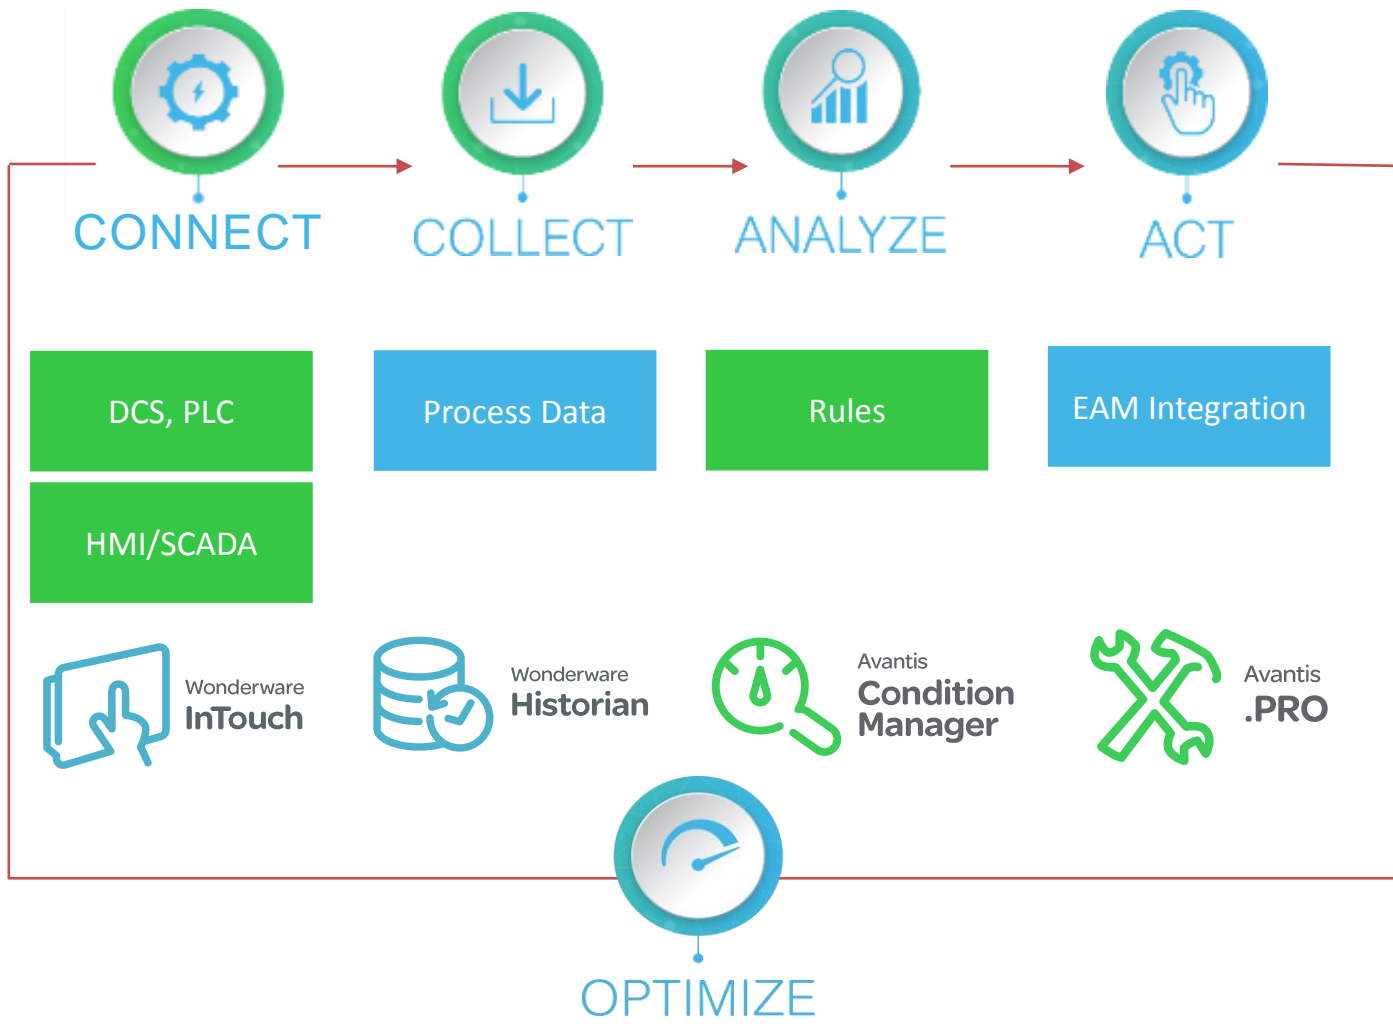 CONNECT
COLLECT
ANALYZE
ACT
DCS, PLC
Process Data
Rules
EAM Integration
HMI/SCADA
Wonderware
InTouch
Wonderware
Historian
Avantis
Condition
Manager
Avantis
.PRO
OPTIMIZE